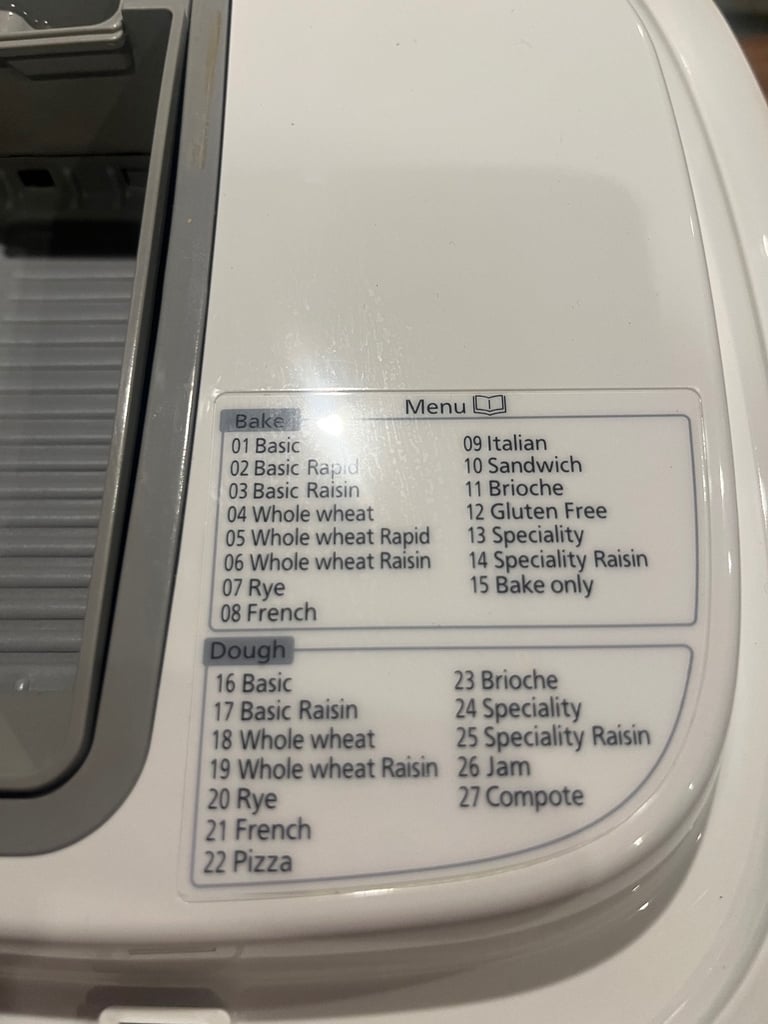 Menu
Bake
01 Basic
02 Basic Rapid
03 Basic Raisin
04 Whole wheat
05 Whole wheat Rapid
06 Whole wheat Raisin
07 Rye
08 French
09 Italian
10 Sandwich
11 Brioche
12 Gluten Free
13 Speciality
14 Speciality Raisin
15 Bake only
Dough
16 Basic
17 Basic Raisin
18 Whole wheat
19 Whole wheat Raisin
20 Rye
21 French
22 Pizza
23 Brioche
24 Speciality
25 Speciality Raisin
26 Jam
27 Compote